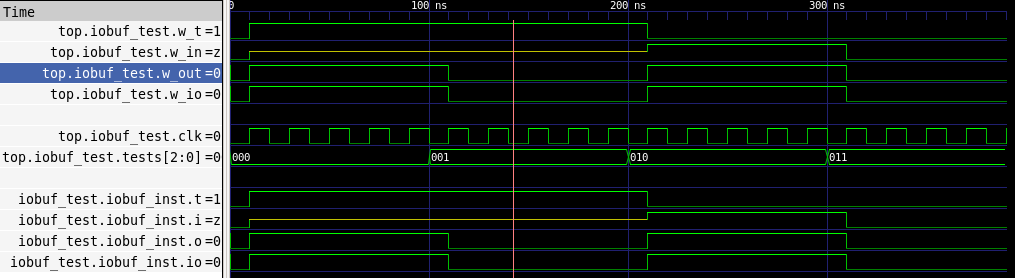 Time
0 100 ns 200 ns 300 ns
top.iobuf_test.w_t=1
top.iobuf_test.w_in=z
top.iobuf_test.w_out=0
top.iobuf_test.w_io=0
top.iobuf_test.clk=0
top.iobuf_test.tests[2:0]=0 000 001 010 011
iobuf_test.iobuf_inst.t=1
iobuf_test.iobuf_inst.i=z
iobuf_test.iobuf_inst.o=0
iobuf_test.iobuf_inst.io=0